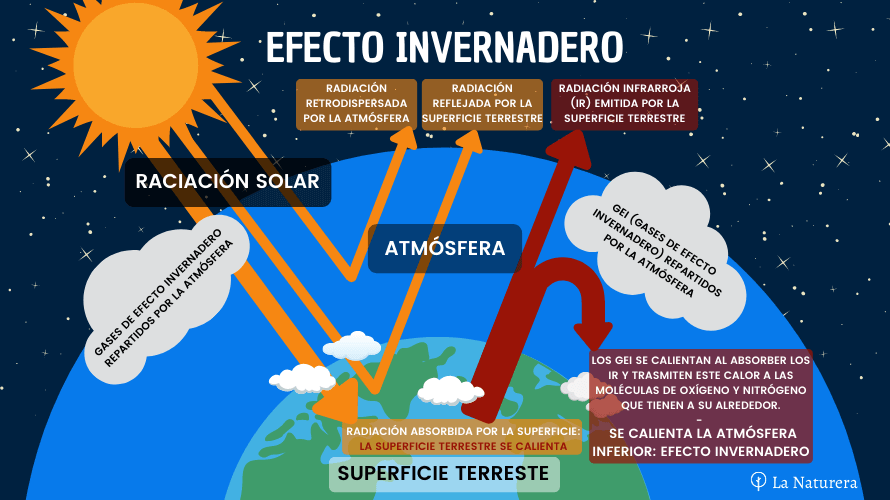 EFECTO INVERNADERO
RADIACIÓN
RETRODISPERSADA
POR LA ATMÓSFERA
RADIACIÓN
REFLEJADA POR LA
SUPERFICIE TERRESTRE
RADIACIÓN INFRARROJA
(IR) EMITIDA POR LA
SUPERFICIE TERRESTRE
RACIACIÓN SOLAR
ATMÓSFERA
GASES DE EFECTO INVERNADERO
REPARTIDOS POR LA ATMÓSFERA
GEI (GASES DE EFECTO
INVERNADERO) REPARTIDOS
POR LA ATMÓSFERA
LOS GEI SE CALIENTAN AL ABSORBER LOS
IR Y TRASMITEN ESTE CALOR A LAS
MOLÉCULAS DE OXÍGENO Y NITRÓGENO
QUE TIENEN A SU ALREDEDOR.
-
SE CALIENTA LA ATMÓSFERA
INFERIOR: EFECTO INVERNADERO
RADIACIÓN ABSORBIDA POR LA SUPERFICIE:
LA SUPERFICIE TERRESTRE SE CALIENTA
SUPERFICIE TERRESTE
La Naturera